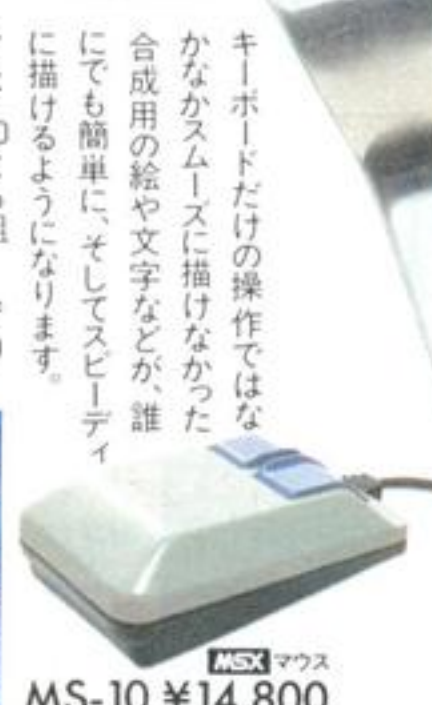 キーボードだけの操作ではな
かなかスムーズに描けなかった
合成用の絵や文字などが、誰
にでも簡単に、そしてスピーディ
に描けるようになります。
MSX マウス
MS-10 ¥14,800